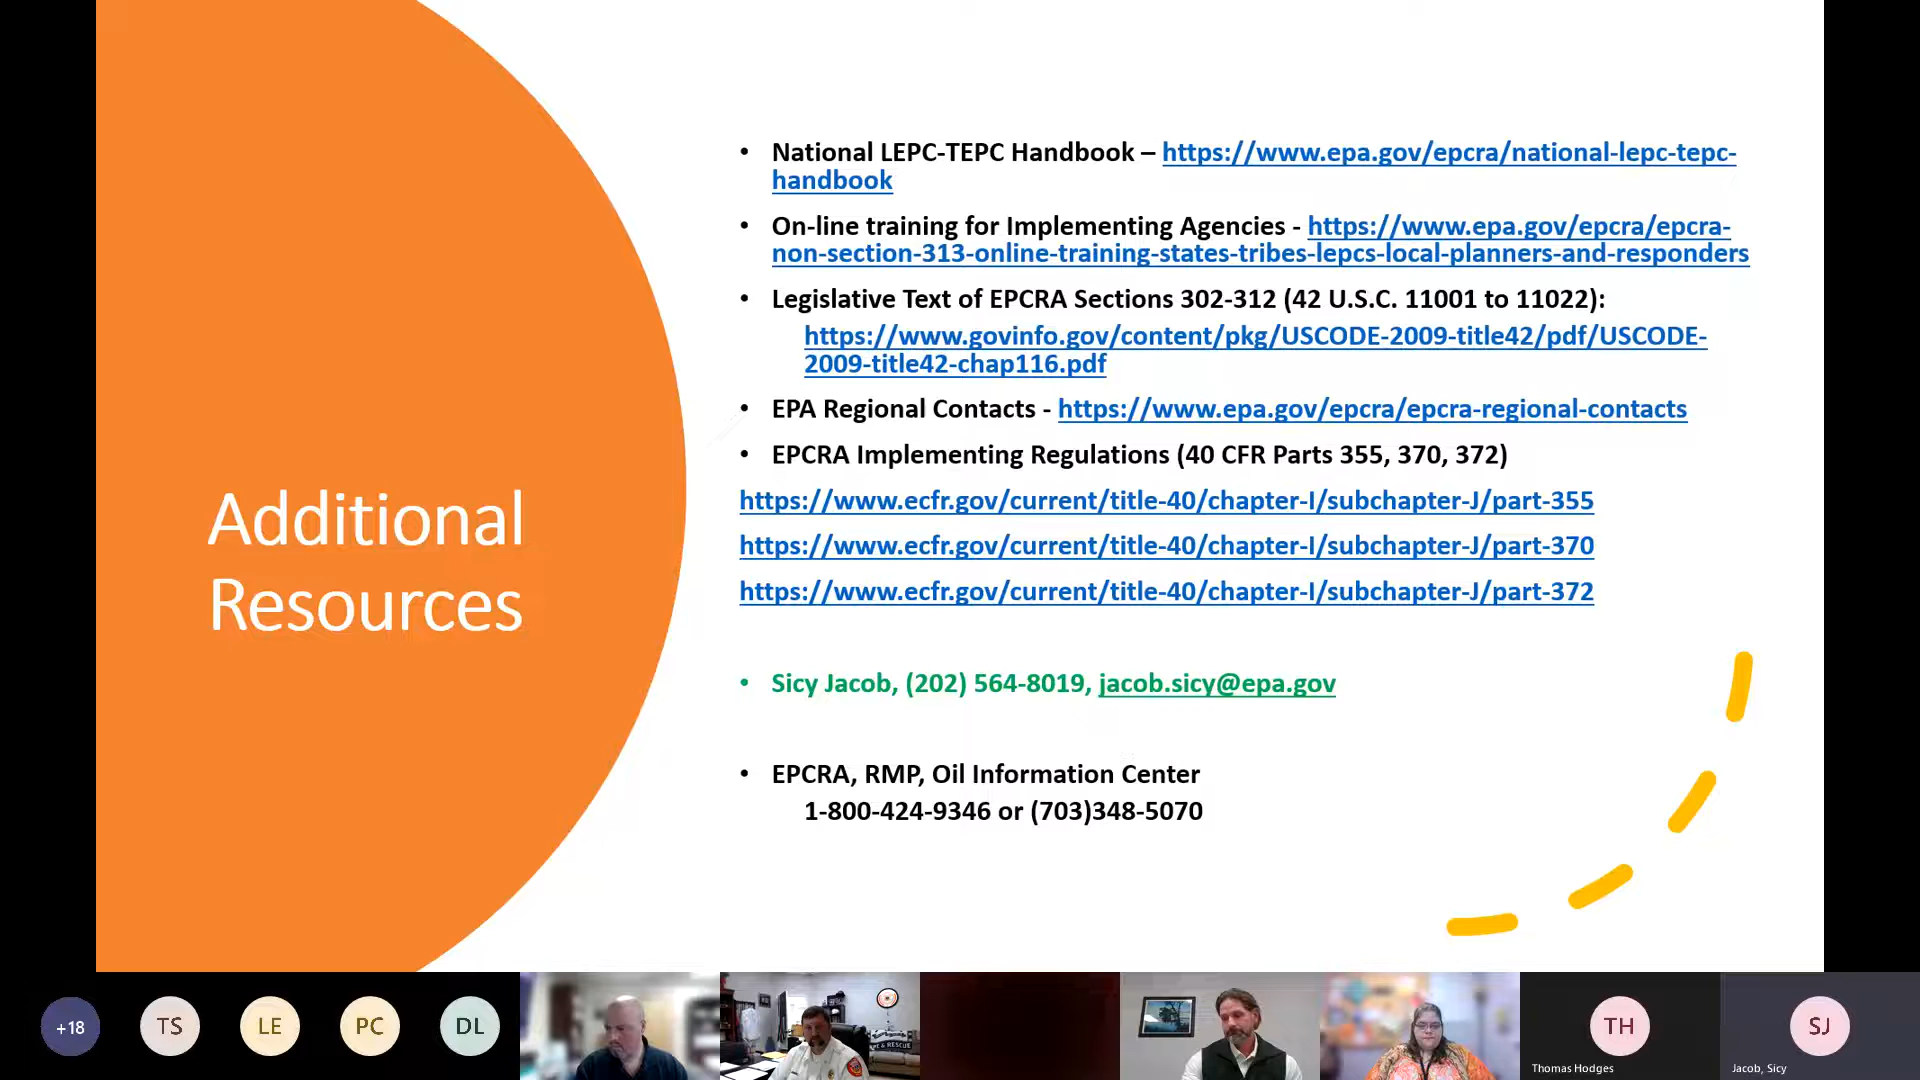 Additional
Resources
• National LEPC-TEPC Handbook – https://www.epa.gov/epcra/national-lepc-tepc-
handbook
• On-line training for Implementing Agencies - https://www.epa.gov/epcra/epcra-
non-section-313-online-training-states-tribes-lepcs-local-planners-and-responders
• Legislative Text of EPCRA Sections 302-312 (42 U.S.C. 11001 to 11022):
https://www.govinfo.gov/content/pkg/USCODE-2009-title42/pdf/USCODE-
2009-title42-chap116.pdf
• EPA Regional Contacts - https://www.epa.gov/epcra/epcra-regional-contacts
• EPCRA Implementing Regulations (40 CFR Parts 355, 370, 372)
https://www.ecfr.gov/current/title-40/chapter-I/subchapter-J/part-355
https://www.ecfr.gov/current/title-40/chapter-I/subchapter-J/part-370
https://www.ecfr.gov/current/title-40/chapter-I/subchapter-J/part-372
• Sicy Jacob, (202) 564-8019, jacob.sicy@epa.gov
• EPCRA, RMP, Oil Information Center
1-800-424-9346 or (703)348-5070
+18
TS
LE
PC
DL
& RESCUE
TH
Thomas Hodges
SJ
Jacob, Sicy